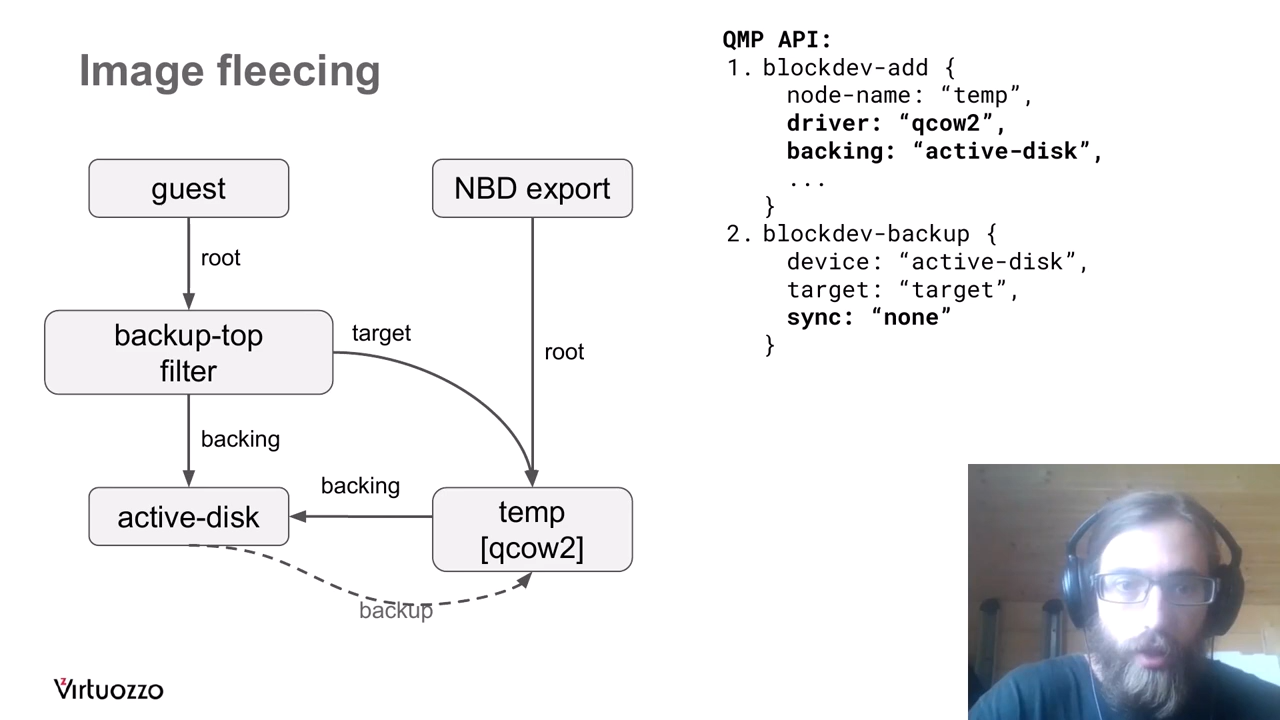 Image fleecing
guest
NBD export
root
backup-top
filter
target
root
backing
backing
active-disk
temp
[qcow2]
backup
Virtuozzo
QMP API:
1. blockdev-add {
node-name: “temp”,
driver: “qcow2”,
backing: “active-disk”,
...
}
2. blockdev-backup {
device: “active-disk”,
target: “target”,
sync: “none”
}